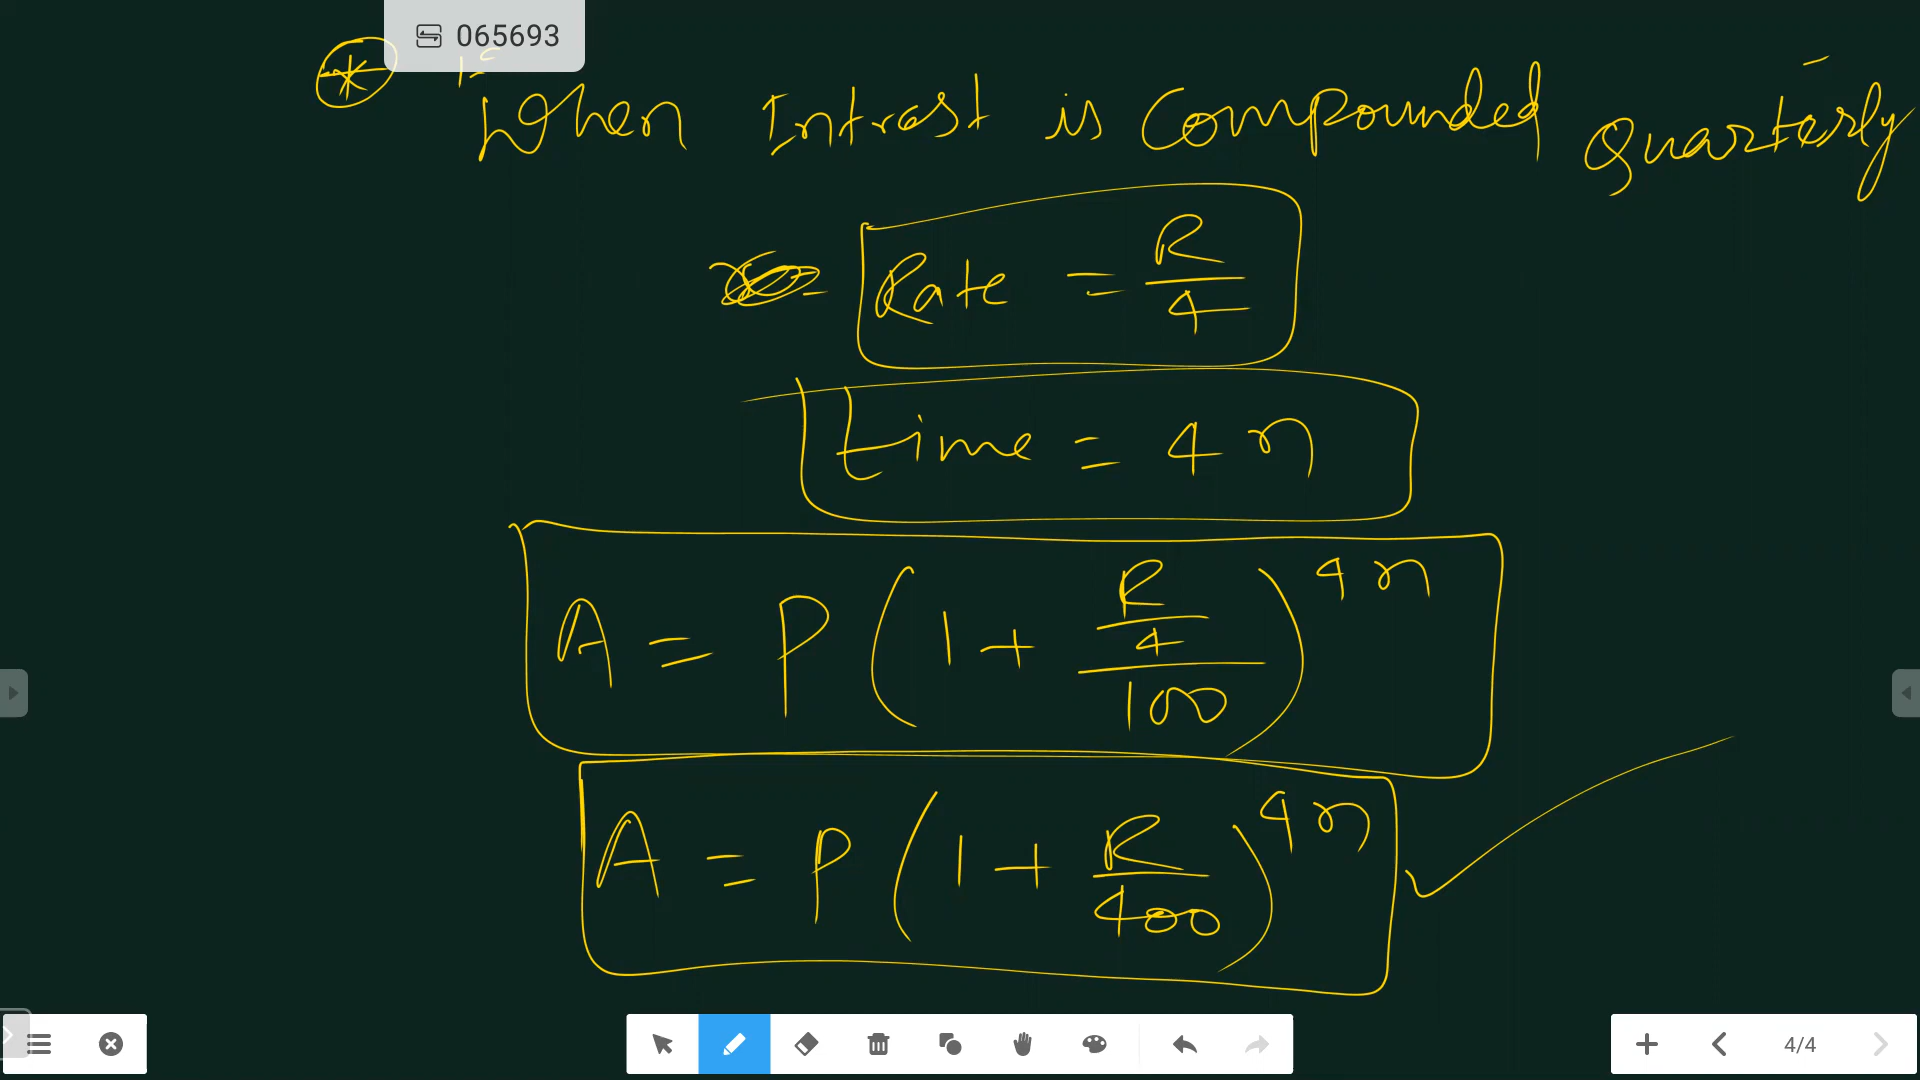 065693
When Intrest is Compounded Quarterly
Rate = R/4
time = 4n
A = P(1 + R/4/100)^4n
A = P(1 + R/400)^4n
4/4